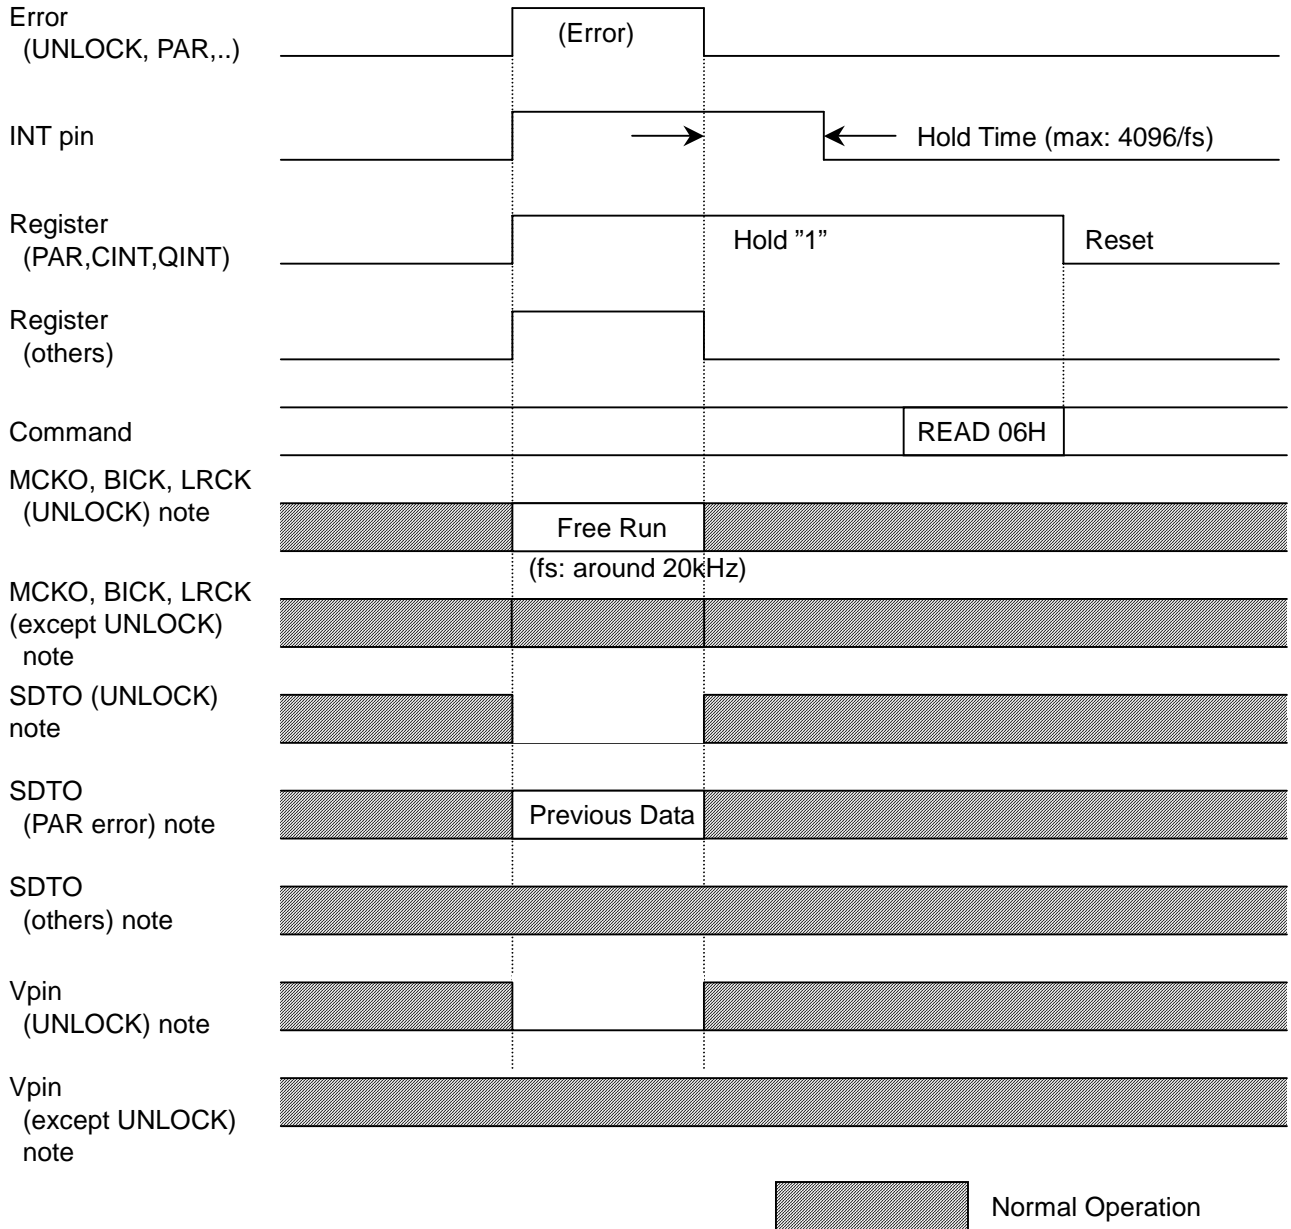 Error
(UNLOCK, PAR,..)
(Error)
INT pin
Hold Time (max: 4096/fs)
Register
(PAR,CINT,QINT)
Hold ”1”
Reset
Register
(others)
Command
READ 06H
MCKO, BICK, LRCK
(UNLOCK) note
Free Run
(fs: around 20kHz)
MCKO, BICK, LRCK
(except UNLOCK)
note
SDTO (UNLOCK)
note
SDTO
(PAR error) note
Previous Data
SDTO
(others) note
Vpin
(UNLOCK) note
Vpin
(except UNLOCK)
note
Normal Operation